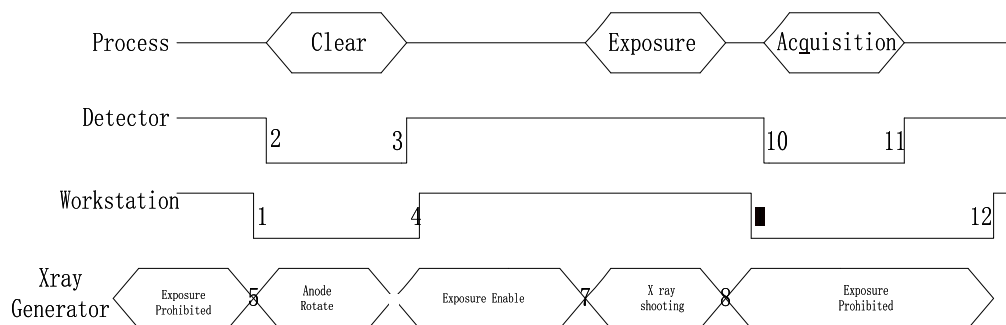 Process
Clear
Exposure
Acquisition
Detector
2
3
10
11
Workstation
1
4
12
Xray
Generator
Exposure
Prohibited
5
Anode
Rotate
Exposure Enable
7
X ray
shooting
8
Exposure
Prohibited